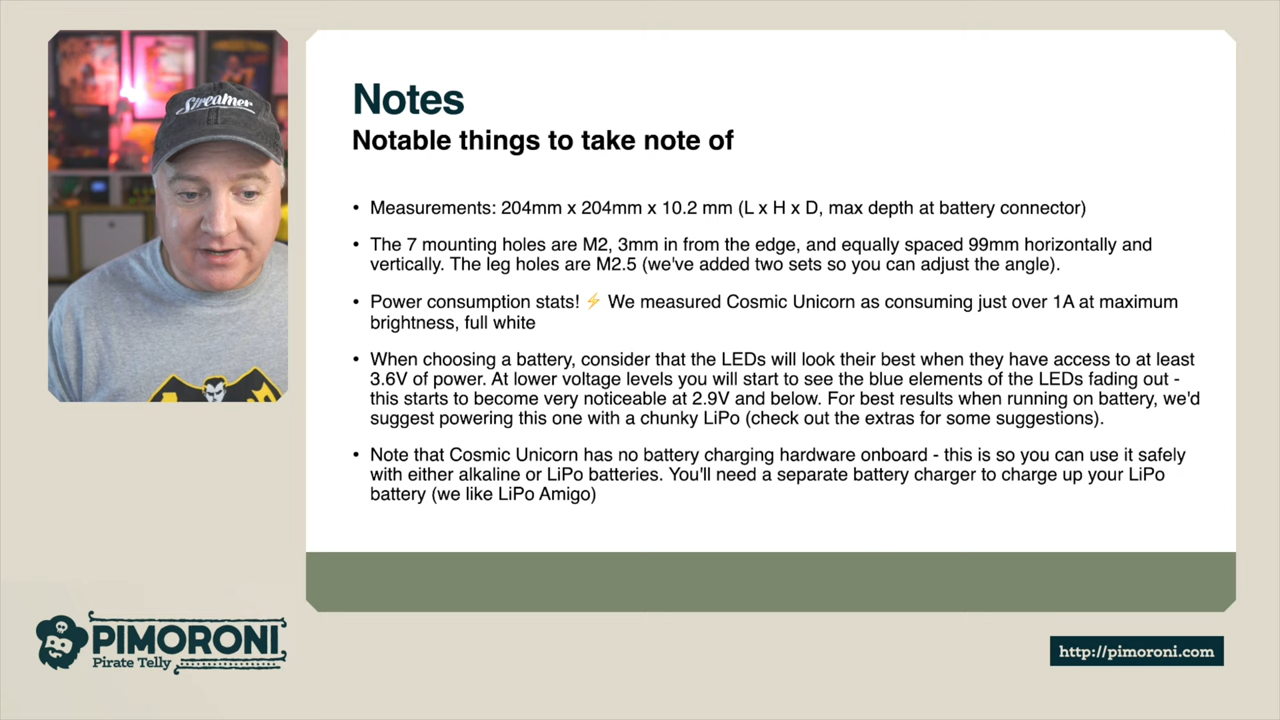 Streamer
Notes
Notable things to take note of
• Measurements: 204mm x 204mm x 10.2 mm (L x H x D, max depth at battery connector)
• The 7 mounting holes are M2, 3mm in from the edge, and equally spaced 99mm horizontally and
vertically. The leg holes are M2.5 (we've added two sets so you can adjust the angle).
• Power consumption stats! ⚡ We measured Cosmic Unicorn as consuming just over 1A at maximum
brightness, full white
• When choosing a battery, consider that the LEDs will look their best when they have access to at least
3.6V of power. At lower voltage levels you will start to see the blue elements of the LEDs fading out -
this starts to become very noticeable at 2.9V and below. For best results when running on battery, we'd
suggest powering this one with a chunky LiPo (check out the extras for some suggestions).
• Note that Cosmic Unicorn has no battery charging hardware onboard - this is so you can use it safely
with either alkaline or LiPo batteries. You'll need a separate battery charger to charge up your LiPo
battery (we like LiPo Amigo)
PIMORONI
Pirate Telly
http://pimoroni.com